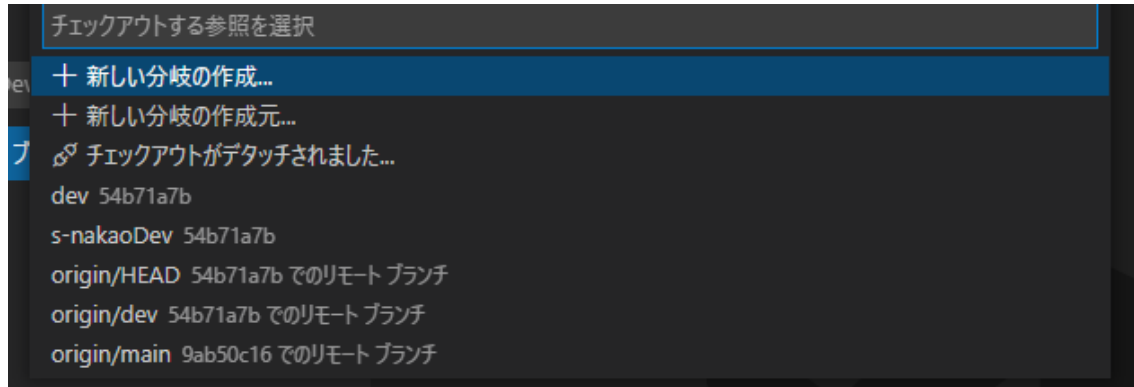 チェックアウトする参照を選択
+ 新しい分岐の作成...
+ 新しい分岐の作成元...
チェックアウトがデタッチされました...
dev 54b71a7b
s-nakaoDev 54b71a7b
origin/HEAD 54b71a7b でのリモート ブランチ
origin/dev 54b71a7b でのリモート ブランチ
origin/main 9ab50c16 でのリモート ブランチ
ブ